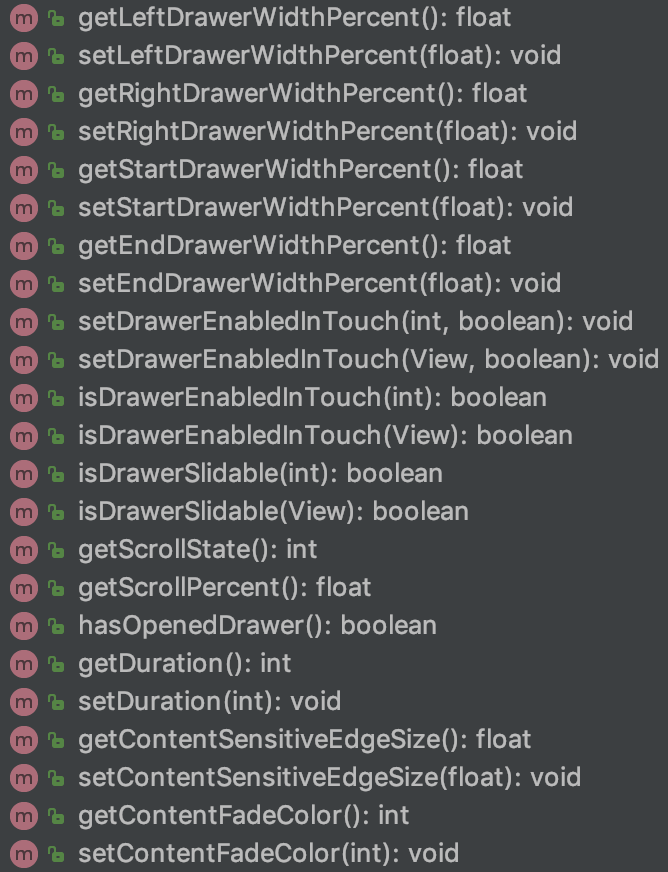 m getLeftDrawerWidthPercent(): float
m setLeftDrawerWidthPercent(float): void
m getRightDrawerWidthPercent(): float
m setRightDrawerWidthPercent(float): void
m getStartDrawerWidthPercent(): float
m setStartDrawerWidthPercent(float): void
m getEndDrawerWidthPercent(): float
m setEndDrawerWidthPercent(float): void
m setDrawerEnabledInTouch(int, boolean): void
m setDrawerEnabledInTouch(View, boolean): void
m isDrawerEnabledInTouch(int): boolean
m isDrawerEnabledInTouch(View): boolean
m isDrawerSlidable(int): boolean
m isDrawerSlidable(View): boolean
m getScrollState(): int
m getScrollPercent(): float
m hasOpenedDrawer(): boolean
m getDuration(): int
m setDuration(int): void
m getContentSensitiveEdgeSize(): float
m setContentSensitiveEdgeSize(float): void
m getContentFadeColor(): int
m setContentFadeColor(int): void